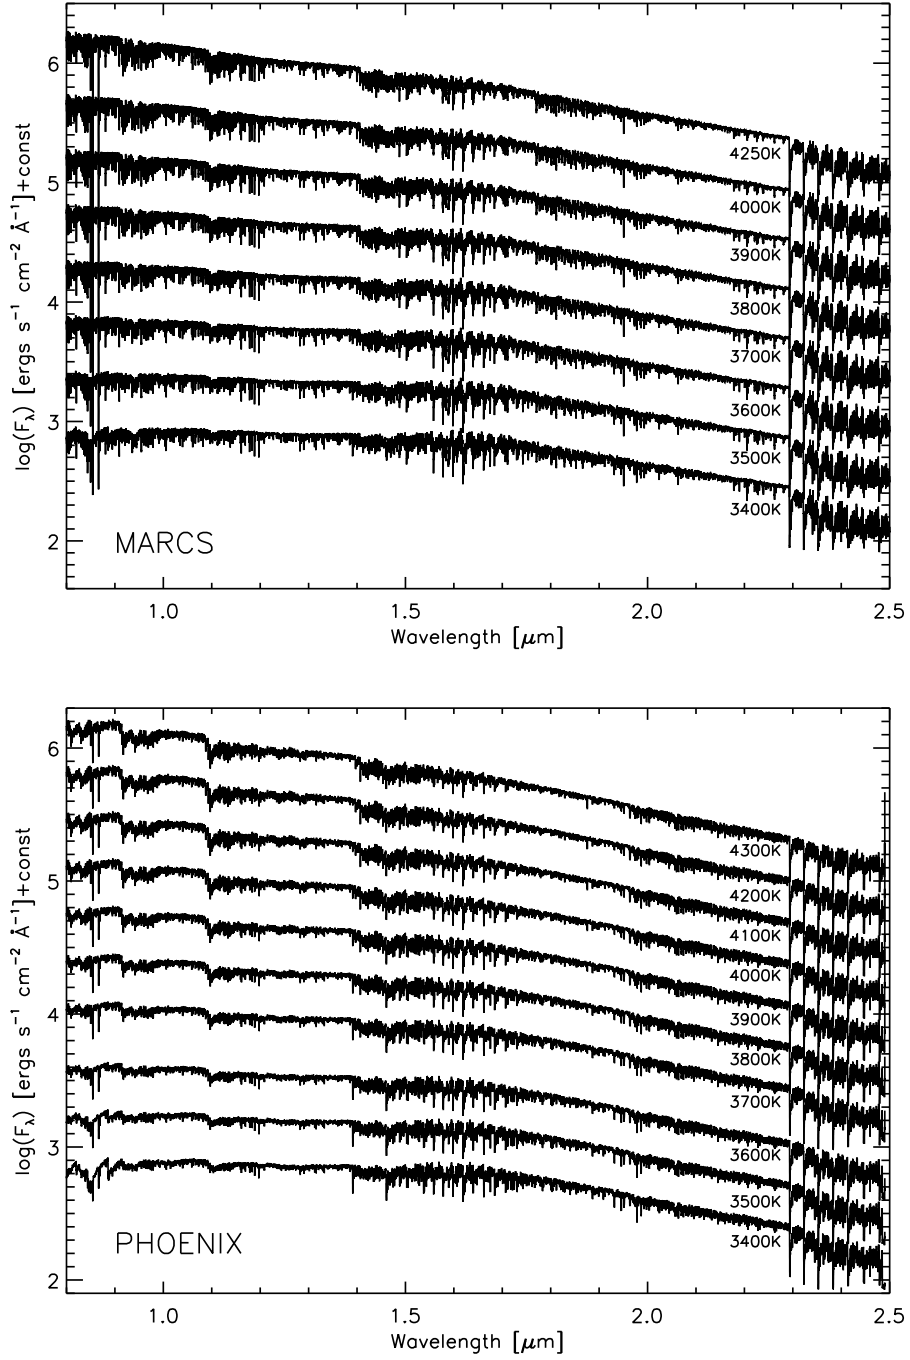 6
5
4
3
2
log(Fλ) [ergs s⁻¹ cm⁻² Å⁻¹]+const
4250K
4000K
3900K
3800K
3700K
3600K
3500K
3400K
MARCS
1.0 1.5 2.0 2.5
Wavelength [μm]
6
5
4
3
2
log(Fλ) [ergs s⁻¹ cm⁻² Å⁻¹]+const
4300K
4200K
4100K
4000K
3900K
3800K
3700K
3600K
3500K
3400K
PHOENIX
1.0 1.5 2.0 2.5
Wavelength [μm]